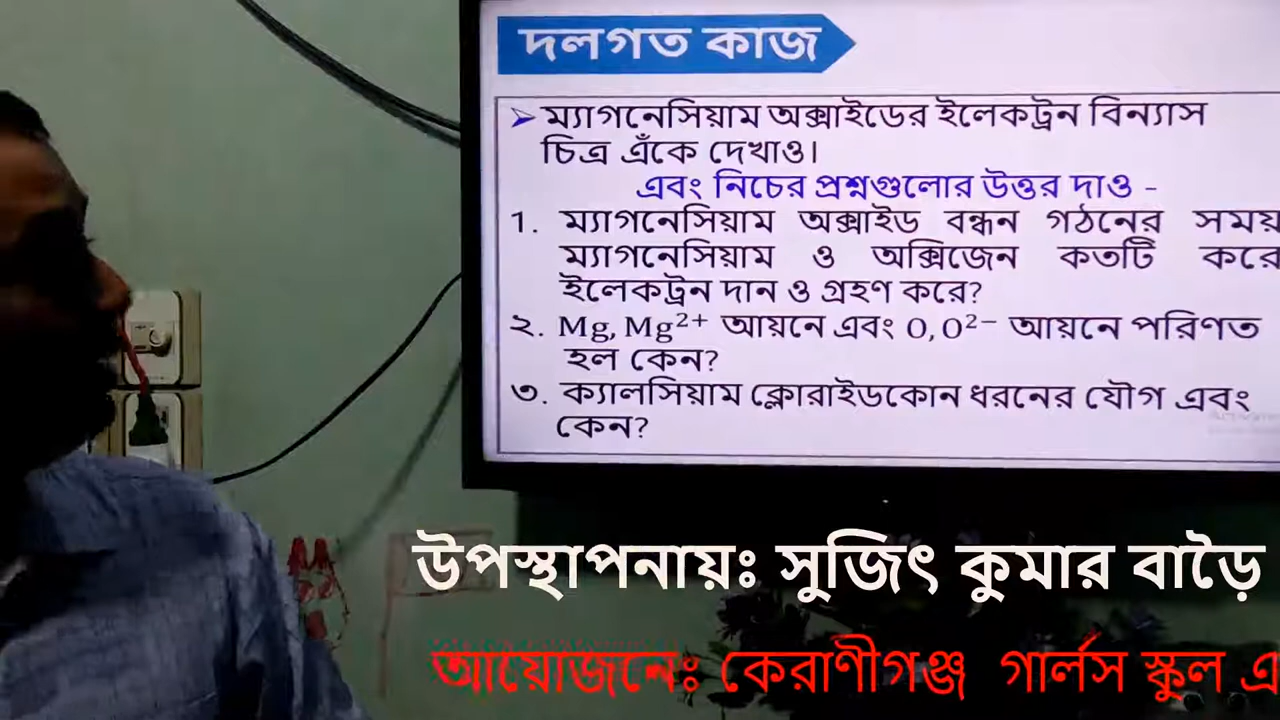 দলগত কাজ
➢ ম্যাগনেসিয়াম অক্সাইডের ইলেকট্রন বিন্যাস
চিত্র এঁকে দেখাও।
এবং নিচের প্রশ্নগুলোর উত্তর দাও -
1. ম্যাগনেসিয়াম অক্সাইড বন্ধন গঠনের সময়
ম্যাগনেসিয়াম ও অক্সিজেন কতটি করে
ইলেকট্রন দান ও গ্রহণ করে?
২. Mg, Mg²⁺ আয়নে এবং O, O²⁻ আয়নে পরিণত
হল কেন?
৩. ক্যালসিয়াম ক্লোরাইডকোন ধরনের যৌগ এবং
কেন?
উপস্থাপনায়ঃ সুজিৎ কুমার বাড়ৈ
আয়োজনেঃ কেরাণীগঞ্জ গার্লস স্কুল এ